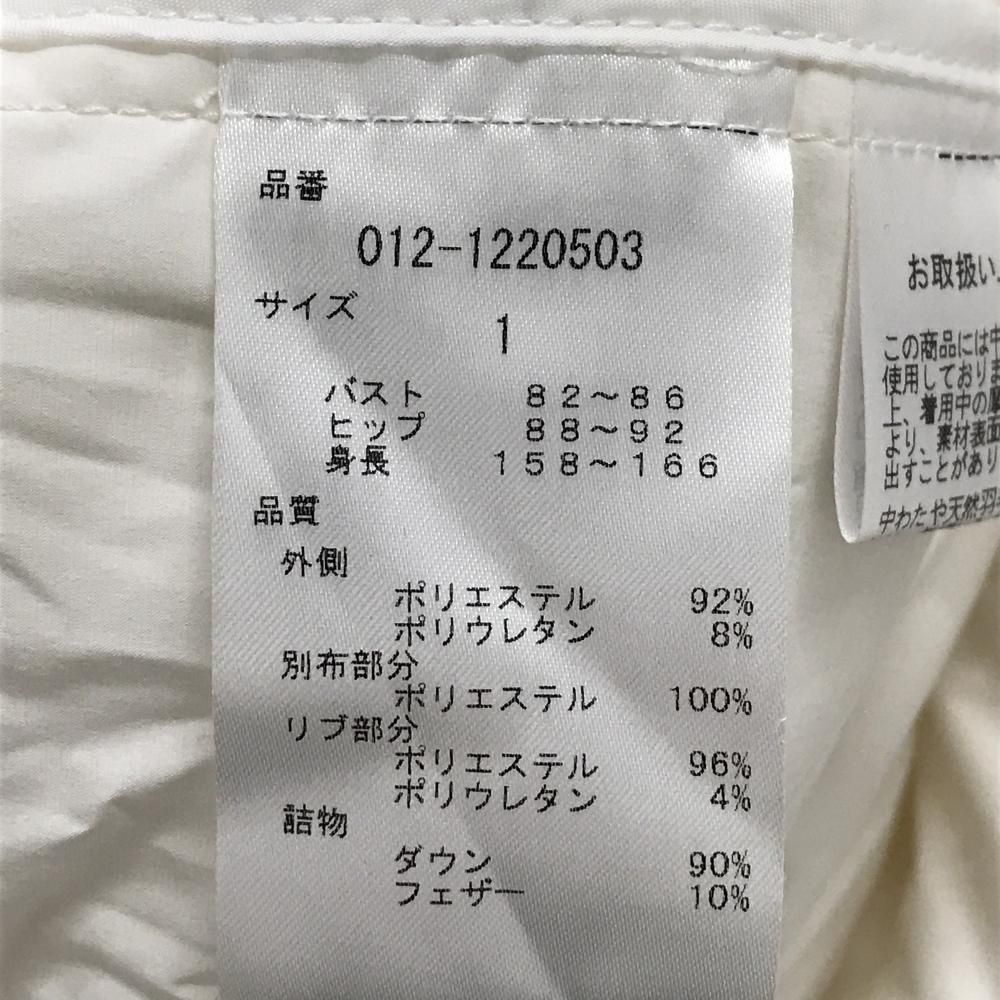 品番
012-1220503
サイズ
1
バスト 82～86
ヒップ 88～92
身長 158～166
品質
外側
ポリエステル 92%
ポリウレタン 8%
別布部分
ポリエステル 100%
リブ部分
ポリエステル 96%
ポリウレタン 4%
詰物
ダウン 90%
フェザー 10%
お取扱い
この商品には中
使用しておりま
上、着用中の
より、素材表面
出すことがあり
中わたや天然羽